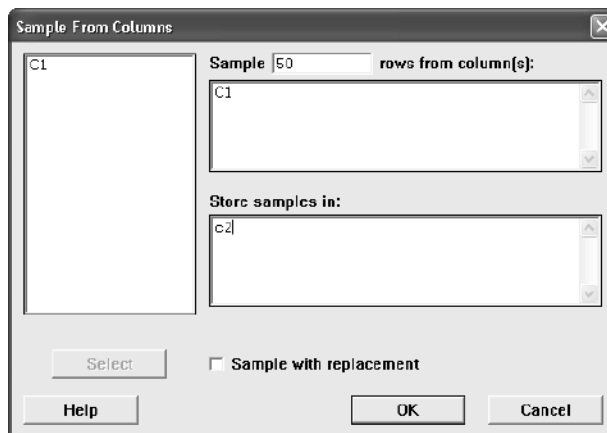 Sample From Columns
C1
Sample 50 rows from column(s):
C1
Store samples in:
c2
Select
Sample with replacement
Help
OK
Cancel